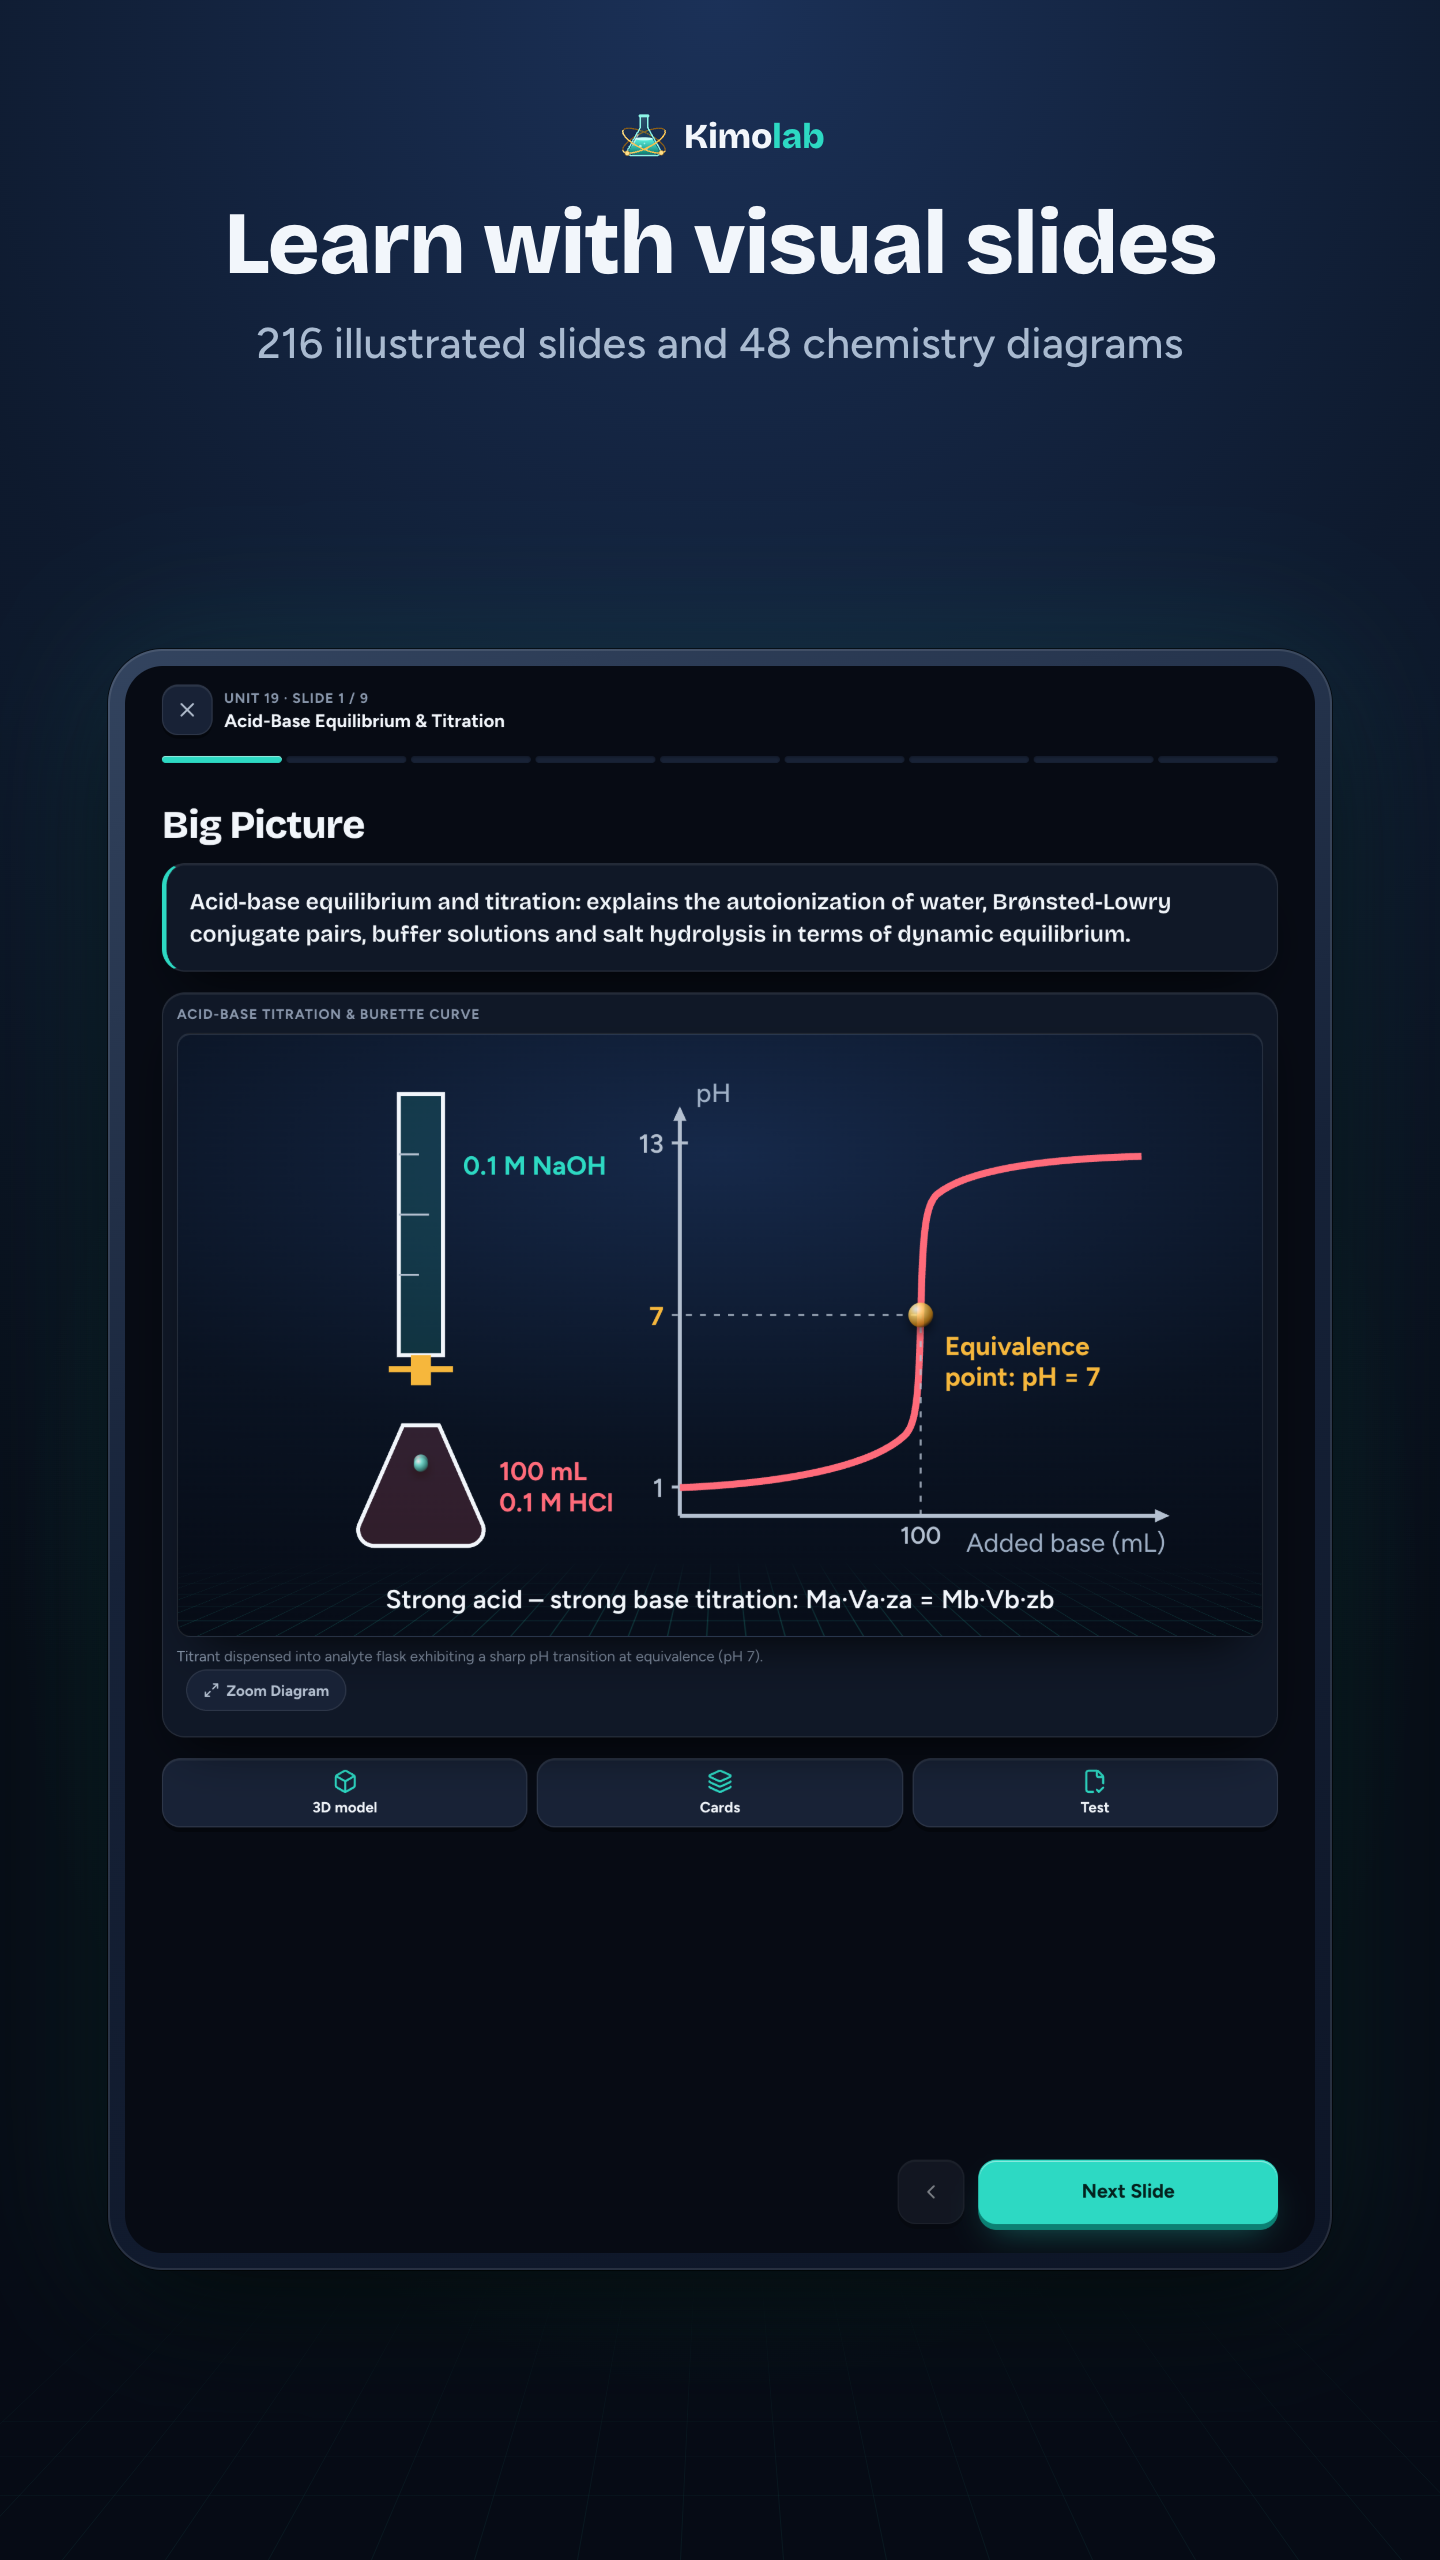 Kimolab
Learn with visual slides
216 illustrated slides and 48 chemistry diagrams
UNIT 19 · SLIDE 1 / 9
Acid-Base Equilibrium & Titration
Big Picture
Acid-base equilibrium and titration: explains the autoionization of water, Brønsted-Lowry
conjugate pairs, buffer solutions and salt hydrolysis in terms of dynamic equilibrium.
ACID-BASE TITRATION & BURETTE CURVE
pH
13
0.1 M NaOH
7
Equivalence
point: pH = 7
100 mL
0.1 M HCl
1
100
Added base (mL)
Strong acid – strong base titration: Ma·Va·za = Mb·Vb·zb
Titrant dispensed into analyte flask exhibiting a sharp pH transition at equivalence (pH 7).
Zoom Diagram
3D model
Cards
Test
Next Slide